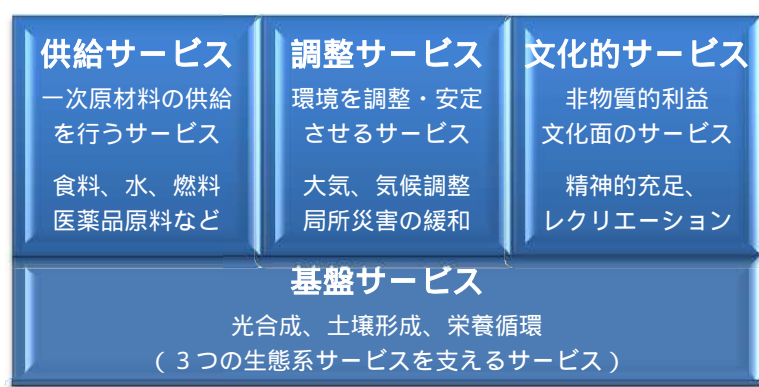 供給サービス
一次原材料の供給
を行うサービス
食料、水、燃料
医薬品原料など
調整サービス
環境を調整・安定
させるサービス
大気、気候調整
局所災害の緩和
文化的サービス
非物質的利益
文化面のサービス
精神的充足、
レクリエーション
基盤サービス
光合成、土壌形成、栄養循環
(3つの生態系サービスを支えるサービス)